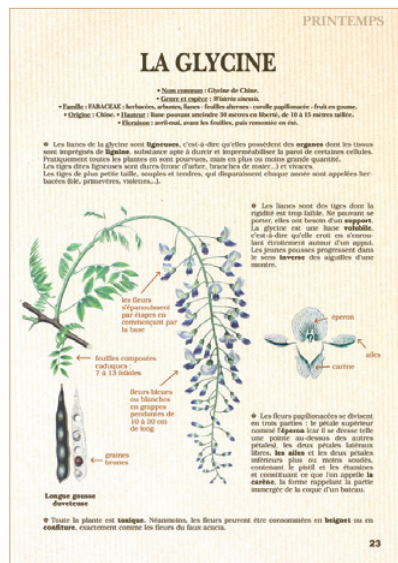 PRINTEMPS
LA GLYCINE
• Nom commun : Glycine de Chine.
• Genre et espèce : Wisteria sinensis.
• Famille : FABACEAE : herbacées, arbustes, lianes - feuilles alternes - corolle papilionacée - fruit en gousse.
• Origine : Chine. • Hauteur : liane pouvant atteindre 30 mètres en liberté, de 10 à 15 mètres taillée.
• Floraison : avril-mai, avant les feuilles, puis remontée en été.
Les lianes de la glycine sont ligneuses, c'est-à-dire qu'elles possèdent des organes dont les tissus
sont imprégnés de lignine, substance apte à durcir et imperméabiliser la paroi de certaines cellules.
Pratiquement toutes les plantes en sont pourvues, mais en plus ou moins grande quantité.
Les tiges dites ligneuses sont dures (tronc d'arbre, branches de rosier...) et vivaces.
Les tiges de plus petite taille, souples et tendres, qui disparaissent chaque année sont appelées her-
bacées (blé, primevères, violettes...).
Les lianes sont des tiges dont la
rigidité est trop faible. Ne pouvant se
porter, elles ont besoin d'un support.
La glycine est une liane volubile,
c'est-à-dire qu'elle croît en s'enrou-
lant étroitement autour d'un appui.
Les jeunes pousses progressent dans
le sens inverse des aiguilles d'une
montre.
les fleurs
s'épanouissent
par étages en
commençant par
la base
éperon
ailes
carène
feuilles composées
caduques :
7 à 13 folioles
fleurs bleues
ou blanches
en grappes
pendantes de
10 à 30 cm
de long
graines
brunes
Longue gousse
duveteuse
Les fleurs papilionacées se divisent
en trois parties : le pétale supérieur
nommé l'éperon (car il se dresse telle
une pointe au-dessus des autres
pétales), les deux pétales latéraux
libres, les ailes et les deux pétales
inférieurs plus ou moins soudés,
contenant le pistil et les étamines
et constituant ce que l'on appelle la
carène, la forme rappelant la partie
immergée de la coque d'un bateau.
Toute la plante est toxique. Néanmoins, les fleurs peuvent être consommées en beignet ou en
confiture, exactement comme les fleurs du faux acacia.
23